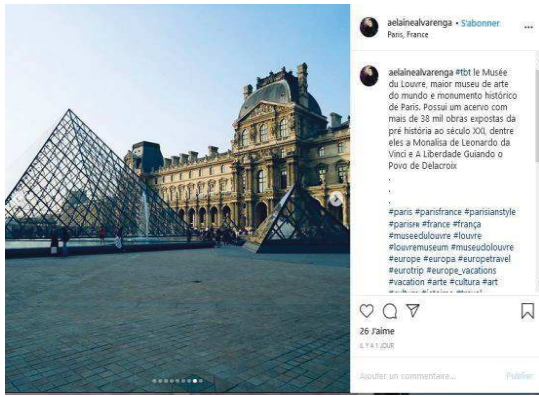 aelainealvarenga • S'abonner
Paris, France
aelainealvarenga #tbt le Musée
du Louvre, maior museu de arte
do mundo e monumento histórico
de Paris. Possui um acervo com
mais de 38 mil obras expostas da
pré história ao século XXI, dentre
eles a Monalisa de Leonardo da
Vinci e A Liberdade Guiando o
Povo de Delacroix
.
.
.
#paris #parisfrance #parisianstyle
#france #frança
#museedulouvre #louvre
#louvremuseum #museudolouvre
#europe #europa #europetravel
#eurotrip #europe_vacations
#vacation #arte #cultura #art
26 J'aime
IL Y A 1 JOUR
Ajouter un commentaire... Publier